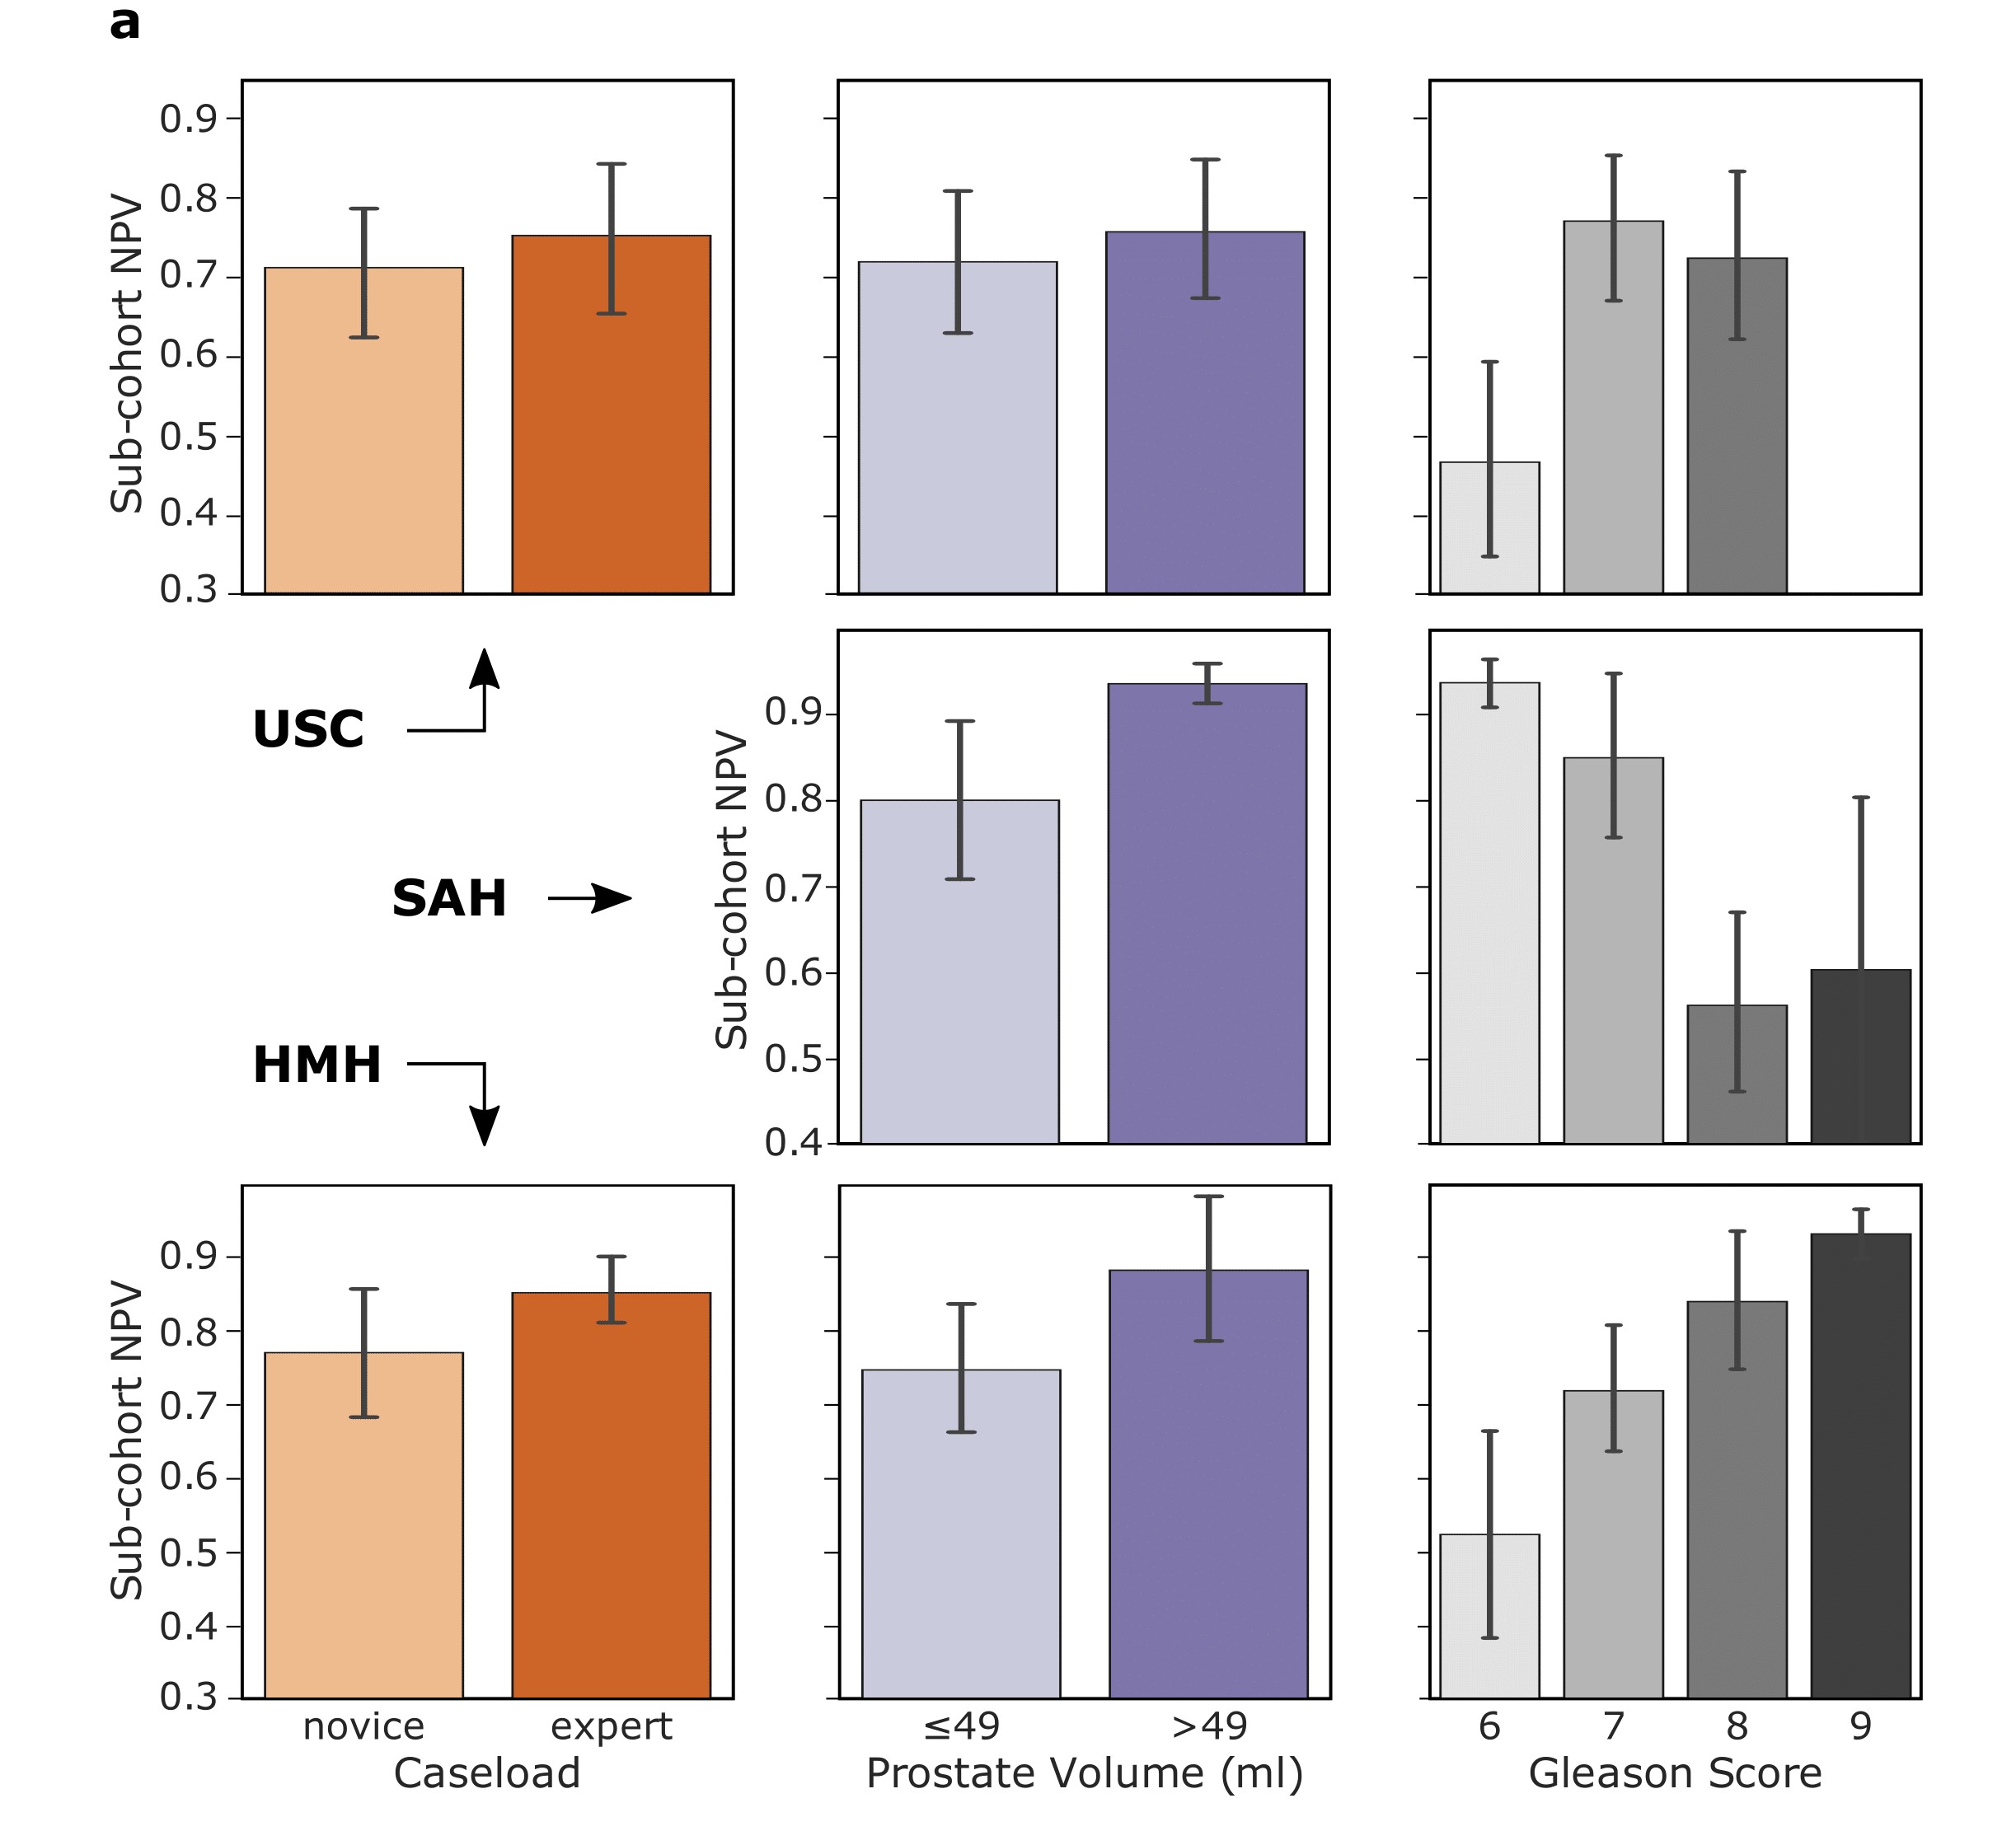 a
Sub-cohort NPV
0.9
0.8
0.7
0.6
0.5
0.4
0.3
USC
SAH
HMH
Sub-cohort NPV
0.9
0.8
0.7
0.6
0.5
0.4
Sub-cohort NPV
0.9
0.8
0.7
0.6
0.5
0.4
0.3
novice expert
Caseload
≤49 >49
Prostate Volume (ml)
6 7 8 9
Gleason Score